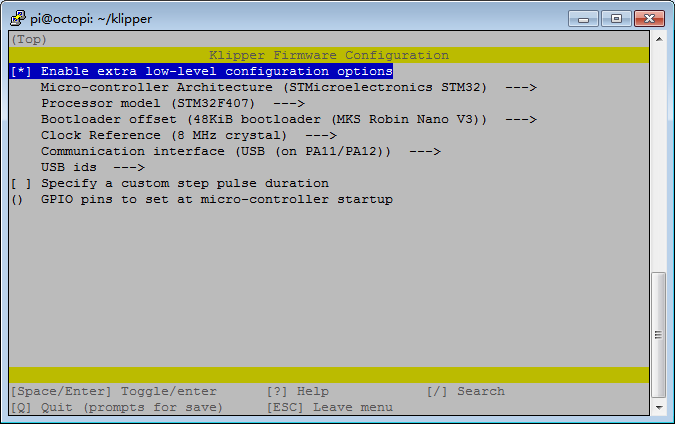 pi@octopi: ~/klipper
(Top)
Klipper Firmware Configuration
[*] Enable extra low-level configuration options
Micro-controller Architecture (STMicroelectronics STM32) --->
Processor model (STM32F407) --->
Bootloader offset (48KiB bootloader (MKS Robin Nano V3)) --->
Clock Reference (8 MHz crystal) --->
Communication interface (USB (on PA11/PA12)) --->
USB ids --->
[ ] Specify a custom step pulse duration
() GPIO pins to set at micro-controller startup
[Space/Enter] Toggle/enter [?] Help [/] Search
[Q] Quit (prompts for save) [ESC] Leave menu